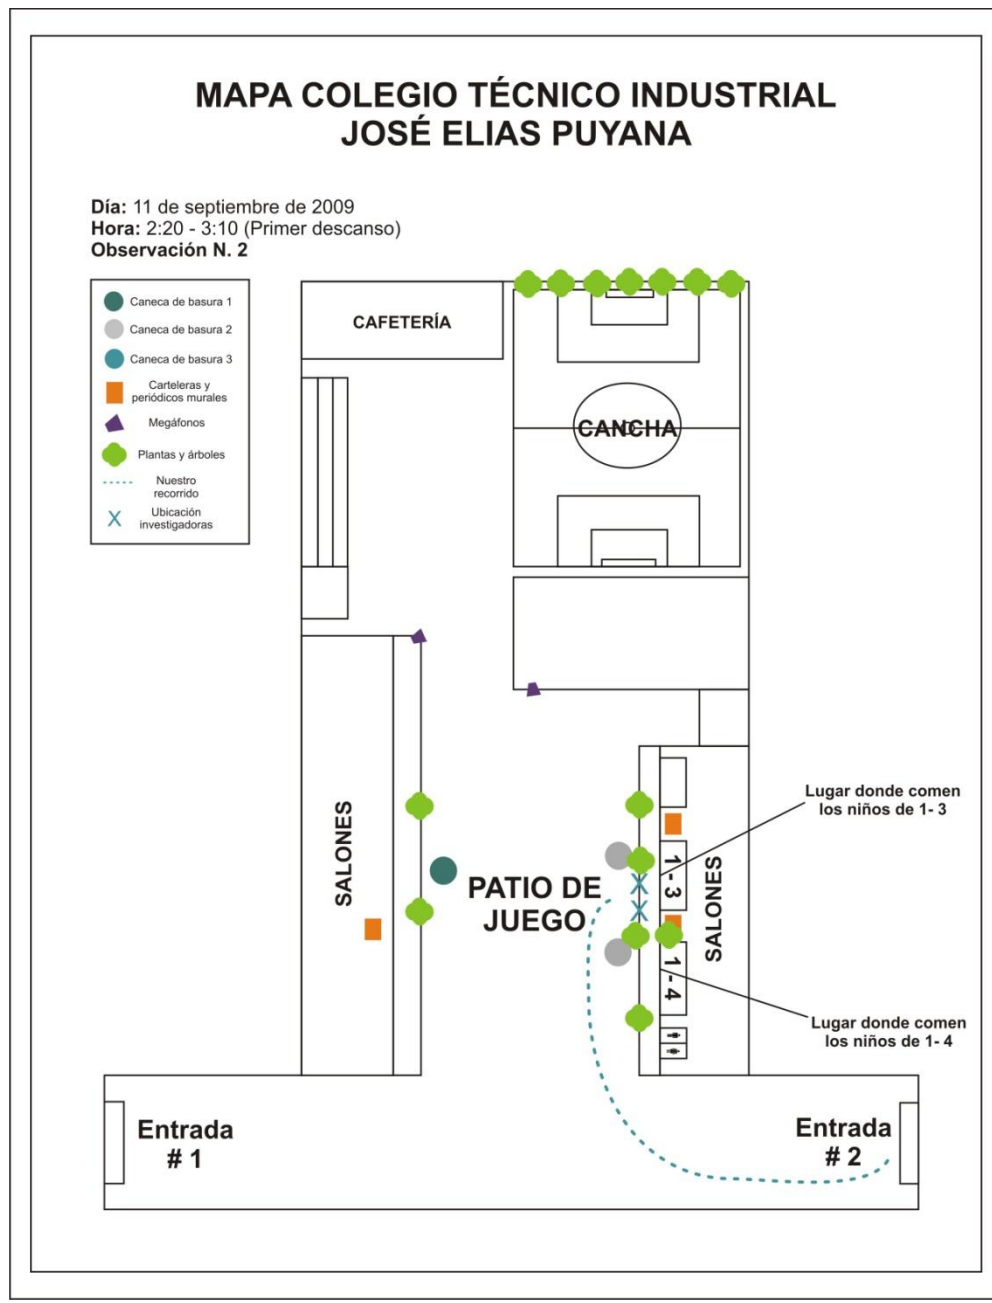 MAPA COLEGIO TÉCNICO INDUSTRIAL
JOSÉ ELIAS PUYANA
Día: 11 de septiembre de 2009
Hora: 2:20 - 3:10 (Primer descanso)
Observación N. 2
Caneca de basura 1
Caneca de basura 2
Caneca de basura 3
Carteleras y
periódicos murales
Megáfonos
Plantas y árboles
Nuestro
recorrido
X Ubicación
investigadoras
CAFETERÍA
CANCHA
SALONES
PATIO DE
JUEGO
X
X
1 - 3
1 - 4
SALONES
Lugar donde comen
los niños de 1- 3
Lugar donde comen
los niños de 1- 4
Entrada
# 1
Entrada
# 2